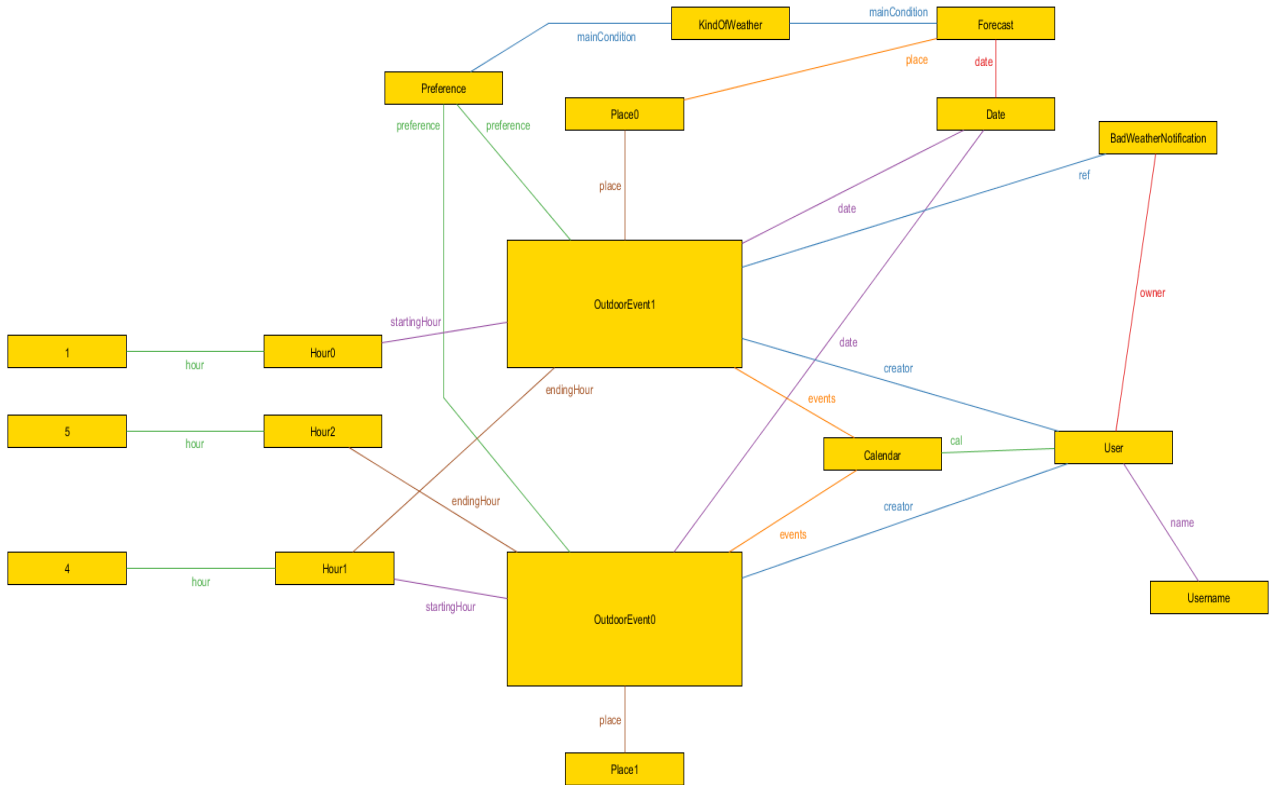 KindOfWeather
mainCondition
Forecast
mainCondition
place
date
Preference
Place0
Date
preference
preference
BadWeatherNotification
place
ref
date
OutdoorEvent1
owner
startingHour
date
1
hour
Hour0
creator
endingHour
events
5
hour
Hour2
cal
User
Calendar
endingHour
creator
name
events
4
hour
Hour1
startingHour
Username
OutdoorEvent0
place
Place1